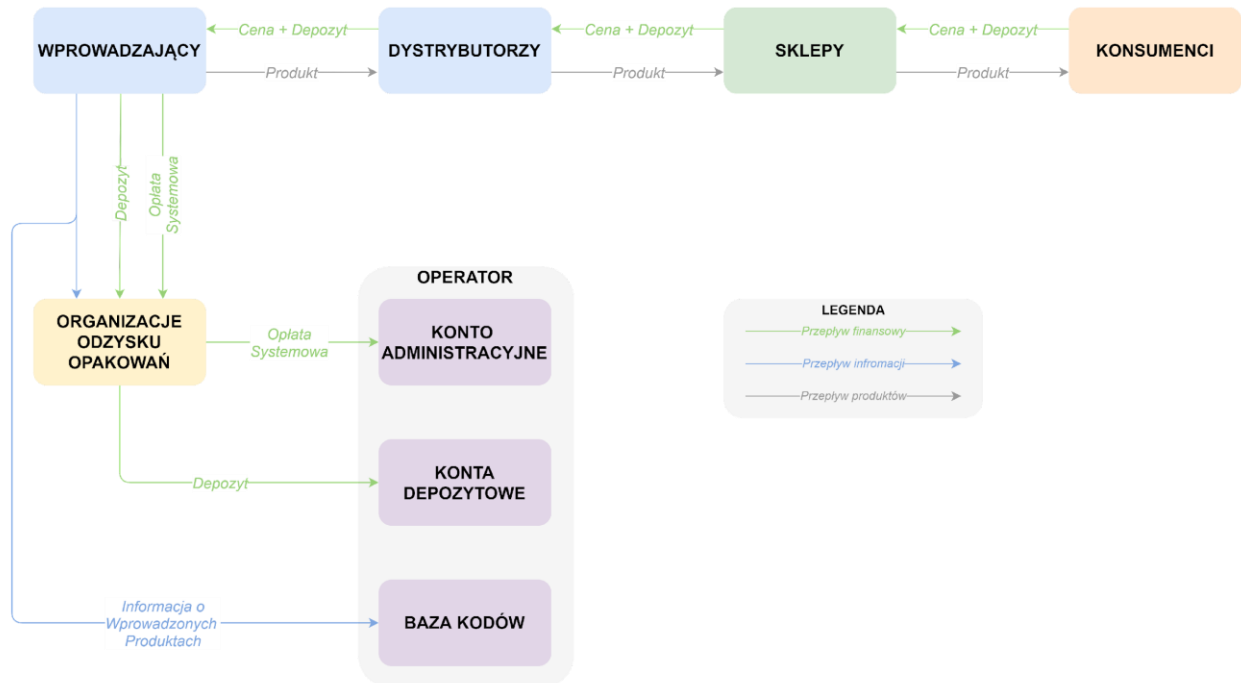 WPROWADZAJĄCY
Cena + Depozyt
Produkt
DYSTRYBUTORZY
Cena + Depozyt
Produkt
SKLEPY
Cena + Depozyt
Produkt
KONSUMENCI
Depozyt
Opłata
Systemowa
ORGANIZACJE
ODZYSKU
OPAKOWAŃ
Opłata
Systemowa
Depozyt
Informacja o
Wprowadzonych
Produktach
OPERATOR
KONTO
ADMINISTRACYJNE
KONTA
DEPOZYTOWE
BAZA KODÓW
LEGENDA
Przepływ finansowy
Przepływ infromacji
Przepływ produktów